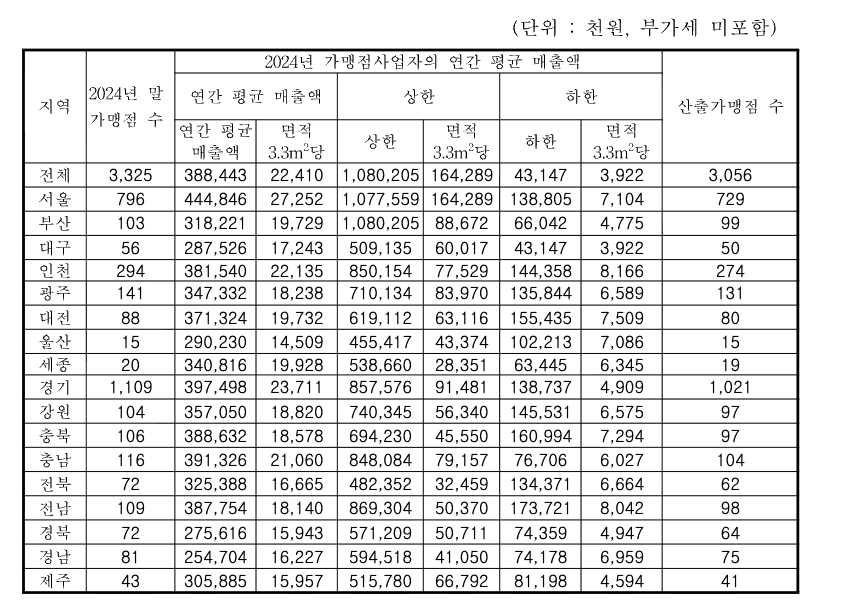 (단위 : 천원, 부가세 미포함)
지역 2024년 말 가맹점 수 2024년 가맹점사업자의 연간 평균 매출액 산출가맹점 수
연간 평균 매출액 상한 하한
연간 평균 매출액 면적 3.3m²당 상한 면적 3.3m²당 하한 면적 3.3m²당
전체 3,325 388,443 22,410 1,080,205 164,289 43,147 3,922 3,056
서울 796 444,846 27,252 1,077,559 164,289 138,805 7,104 729
부산 103 318,221 19,729 1,080,205 88,672 66,042 4,775 99
대구 56 287,526 17,243 509,135 60,017 43,147 3,922 50
인천 294 381,540 22,135 850,154 77,529 144,358 8,166 274
광주 141 347,332 18,238 710,134 83,970 135,844 6,589 131
대전 88 371,324 19,732 619,112 63,116 155,435 7,509 80
울산 15 290,230 14,509 455,417 43,374 102,213 7,086 15
세종 20 340,816 19,928 538,660 28,351 63,445 6,345 19
경기 1,109 397,498 23,711 857,576 91,481 138,737 4,909 1,021
강원 104 357,050 18,820 740,345 56,340 145,531 6,575 97
충북 106 388,632 18,578 694,230 45,550 160,994 7,294 97
충남 116 391,326 21,060 848,084 79,157 76,706 6,027 104
전북 72 325,388 16,665 482,352 32,459 134,371 6,664 62
전남 109 387,754 18,140 869,304 50,370 173,721 8,042 98
경북 72 275,616 15,943 571,209 50,711 74,359 4,947 64
경남 81 254,704 16,227 594,518 41,050 74,178 6,959 75
제주 43 305,885 15,957 515,780 66,792 81,198 4,594 41